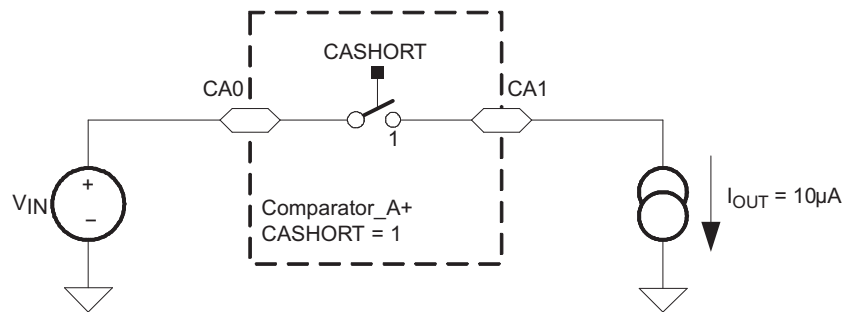 CASHORT
CA0
CA1
1
+
VIN
−
Comparator_A+
CASHORT = 1
IOUT = 10µA